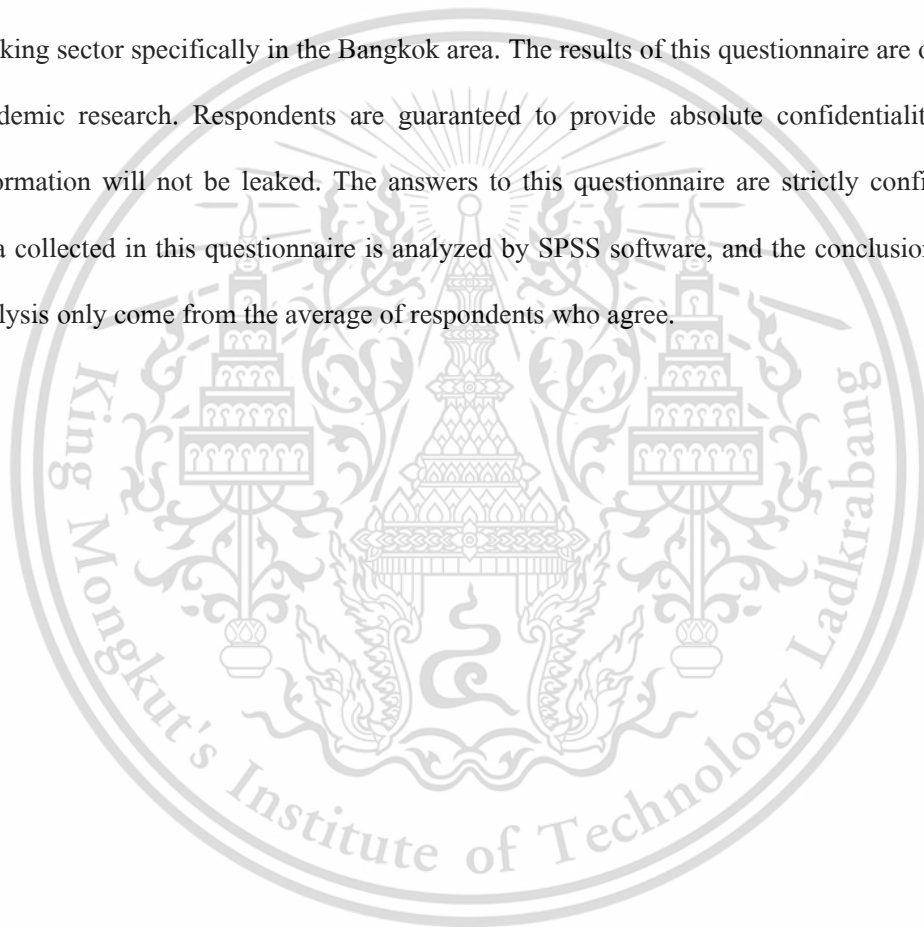 king sector specifically in the Bangkok area. The results of this questionnaire are
demic research. Respondents are guaranteed to provide absolute confidentialit
ormation will not be leaked. The answers to this questionnaire are strictly confi
a collected in this questionnaire is analyzed by SPSS software, and the conclusion
lysis only come from the average of respondents who agree.
King Mongkut's Institute of Technology Ladkrabang